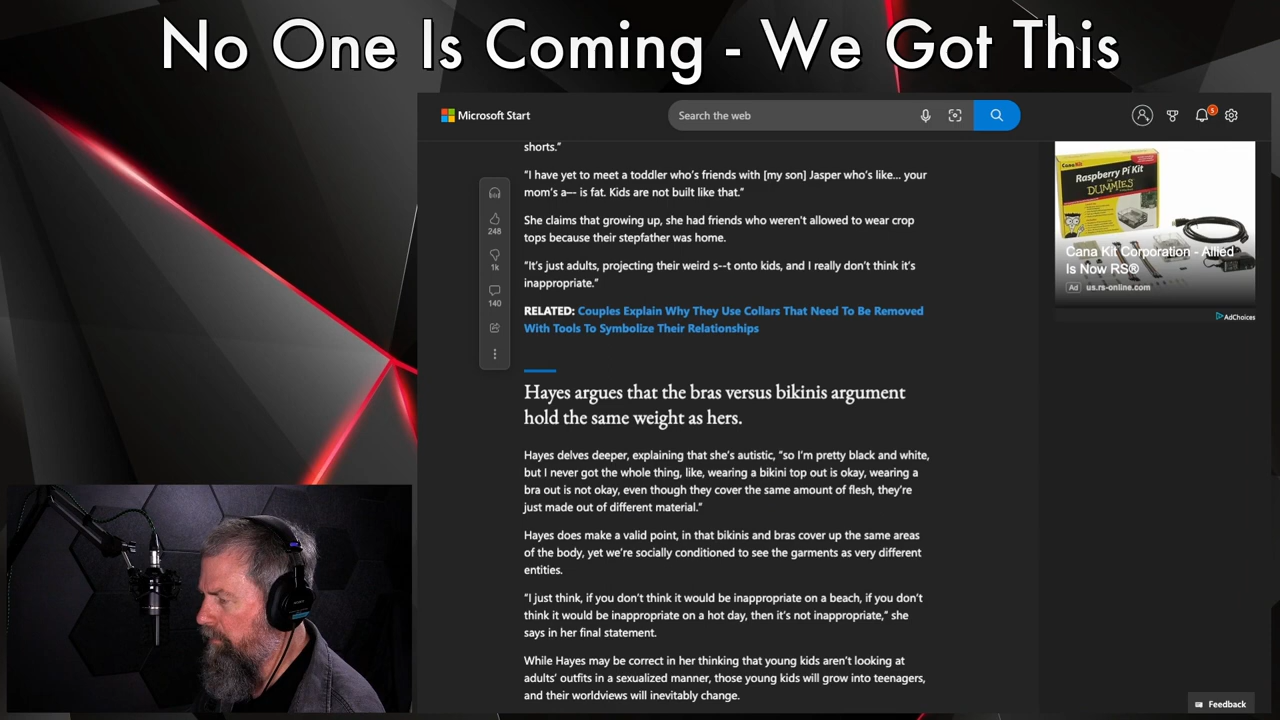 No One Is Coming - We Got This
Microsoft Start
Search the web
5
shorts.”
“I have yet to meet a toddler who’s friends with [my son] Jasper who’s like... your
mom’s a–- is fat. Kids are not built like that.”
She claims that growing up, she had friends who weren't allowed to wear crop
tops because their stepfather was home.
“It’s just adults, projecting their weird s--t onto kids, and I really don’t think it’s
inappropriate.”
RELATED: Couples Explain Why They Use Collars That Need To Be Removed
With Tools To Symbolize Their Relationships
248
1k
140
Hayes argues that the bras versus bikinis argument
hold the same weight as hers.
Hayes delves deeper, explaining that she’s autistic, “so I’m pretty black and white,
but I never got the whole thing, like, wearing a bikini top out is okay, wearing a
bra out is not okay, even though they cover the same amount of flesh, they’re
just made out of different material.”
Hayes does make a valid point, in that bikinis and bras cover up the same areas
of the body, yet we’re socially conditioned to see the garments as very different
entities.
“I just think, if you don’t think it would be inappropriate on a beach, if you don’t
think it would be inappropriate on a hot day, then it’s not inappropriate,” she
says in her final statement.
While Hayes may be correct in her thinking that young kids aren’t looking at
adults’ outfits in a sexualized manner, those young kids will grow into teenagers,
and their worldviews will inevitably change.
CanaKit
Raspberry Pi Kit
DUMMIES
Cana Kit Corporation - Allied
Is Now RS®
Ad us.rs-online.com
AdChoices
Feedback